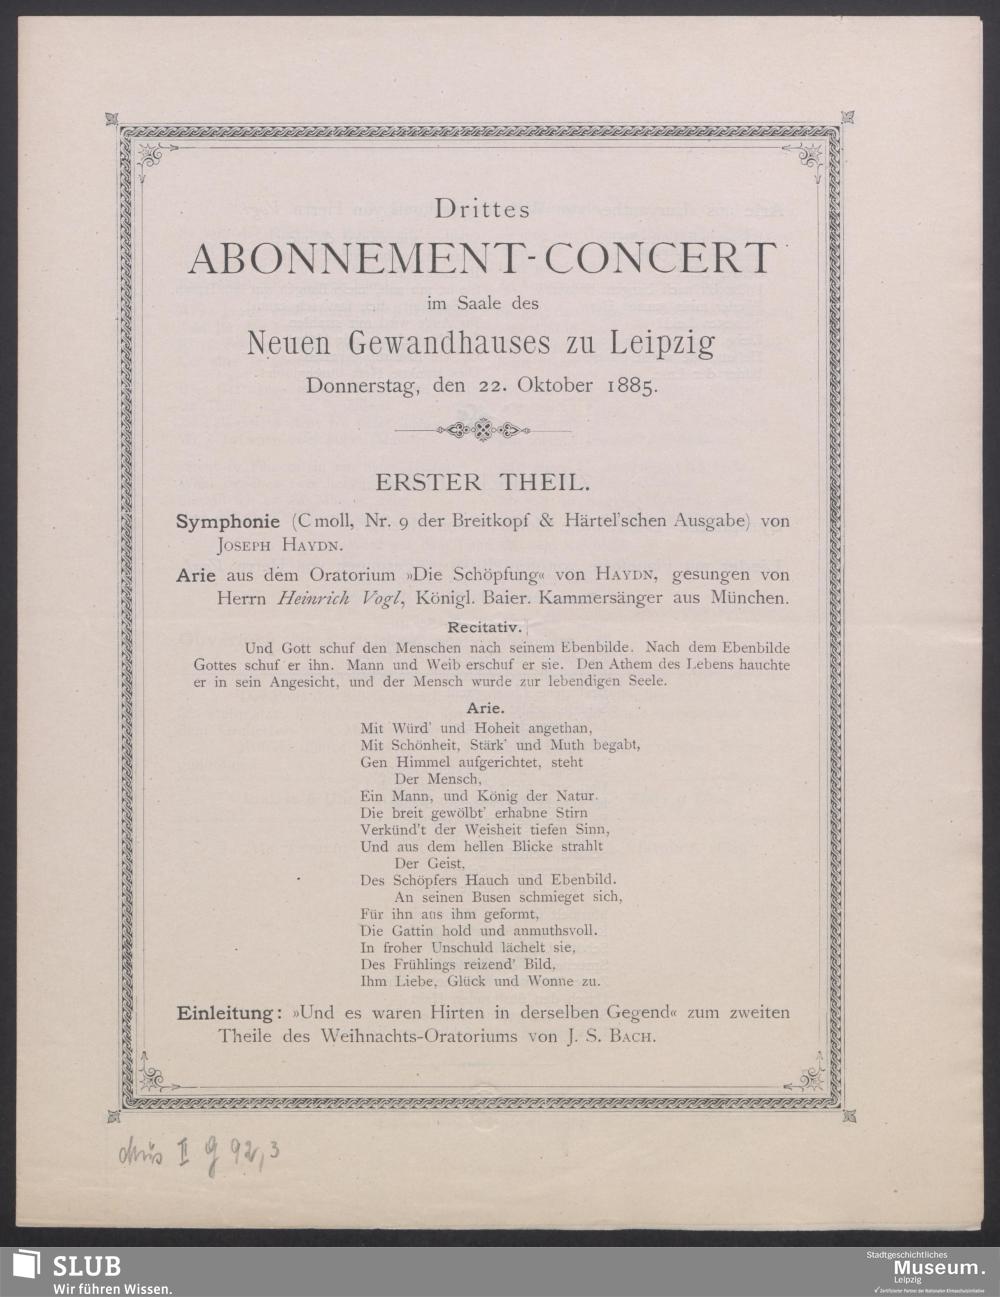 Drittes
ABONNEMENT-CONCERT
im Saale des
Neuen Gewandhauses zu Leipzig
Donnerstag, den 22. Oktober 1885.
ERSTER THEIL.
Symphonie (C moll, Nr. 9 der Breitkopf & Härtel'schen Ausgabe) von
JOSEPH HAYDN.
Arie aus dem Oratorium »Die Schöpfung« von HAYDN, gesungen von
Herrn Heinrich Vogl, Königl. Baier. Kammersänger aus München.
Recitativ.
Und Gott schuf den Menschen nach seinem Ebenbilde. Nach dem Ebenbilde
Gottes schuf er ihn. Mann und Weib erschuf er sie. Den Athem des Lebens hauchte
er in sein Angesicht, und der Mensch wurde zur lebendigen Seele.
Arie.
Mit Würd' und Hoheit angethan,
Mit Schönheit, Stärk' und Muth begabt,
Gen Himmel aufgerichtet, steht
Der Mensch,
Ein Mann, und König der Natur.
Die breit gewölbt' erhabne Stirn
Verkünd't der Weisheit tiefen Sinn,
Und aus dem hellen Blicke strahlt
Der Geist,
Des Schöpfers Hauch und Ebenbild.
An seinen Busen schmieget sich,
Für ihn aus ihm geformt,
Die Gattin hold und anmuthsvoll.
In froher Unschuld lächelt sie,
Des Frühlings reizend' Bild,
Ihm Liebe, Glück und Wonne zu.
Einleitung: »Und es waren Hirten in derselben Gegend« zum zweiten
Theile des Weihnachts-Oratoriums von J. S. BACH.
Mus II g 92,3
SLUB
Wir führen Wissen.
Stadtgeschichtliches
Museum.
Leipzig
Zertifizierter Partner der Nationalen Klimaschutzinitiative